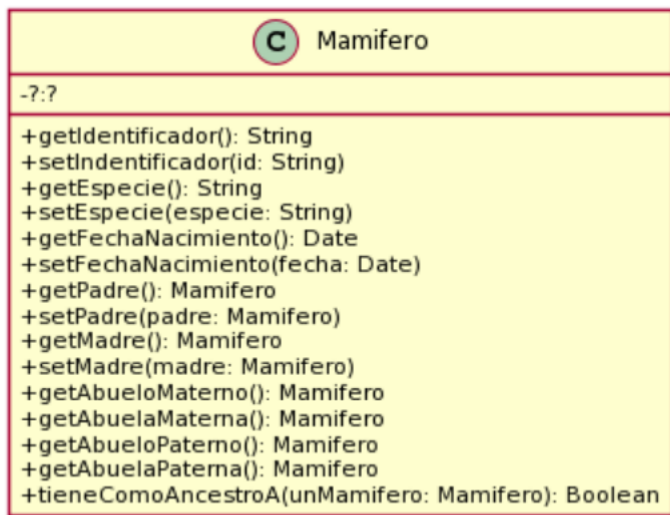 C Mamifero
-?:?
+getIdentificador(): String
+setIndentificador(id: String)
+getEspecie(): String
+setEspecie(especie: String)
+getFechaNacimiento(): Date
+setFechaNacimiento(fecha: Date)
+getPadre(): Mamifero
+setPadre(padre: Mamifero)
+getMadre(): Mamifero
+setMadre(madre: Mamifero)
+getAbueloMaterno(): Mamifero
+getAbuelaMaterna(): Mamifero
+getAbueloPaterno(): Mamifero
+getAbuelaPaterna(): Mamifero
+tieneComoAncestroA(unMamifero: Mamifero): Boolean